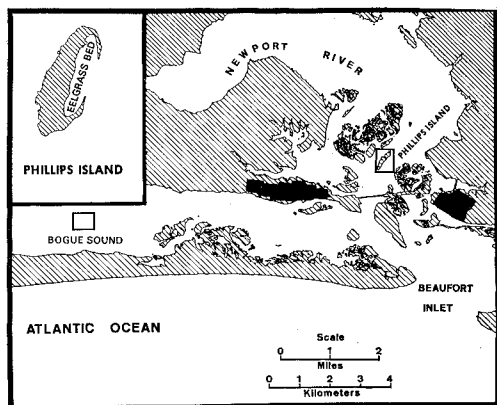 EELGRASS BED
PHILLIPS ISLAND
NEWPORT RIVER
PHILLIPS ISLAND
BOGUE SOUND
BEAUFORT
INLET
ATLANTIC OCEAN
Scale
0 1 2
Miles
0 1 2 3 4
Kilometers